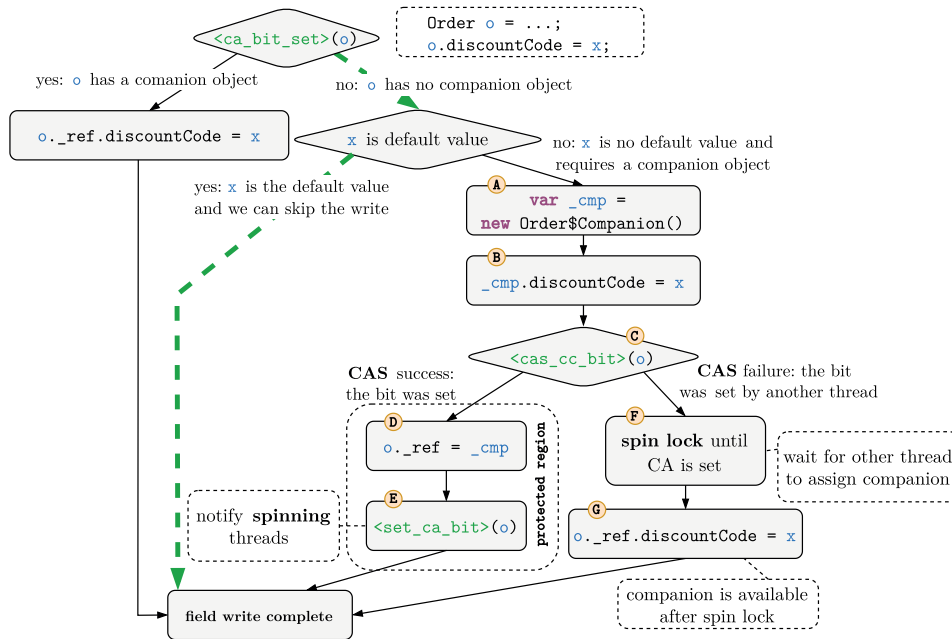 Order o = ...;
o.discountCode = x;
<ca_bit_set>(o)
yes: o has a comanion object
no: o has no companion object
o._ref.discountCode = x
x is default value
no: x is no default value and
requires a companion object
yes: x is the default value
and we can skip the write
A
var _cmp =
new Order$Companion()
B
_cmp.discountCode = x
C
<cas_cc_bit>(o)
CAS success:
the bit was set
CAS failure: the bit
was set by another thread
D
o._ref = _cmp
protected region
F
spin lock until
CA is set
wait for other thread
to assign companion
E
<set_ca_bit>(o)
notify spinning
threads
G
o._ref.discountCode = x
companion is available
after spin lock
field write complete